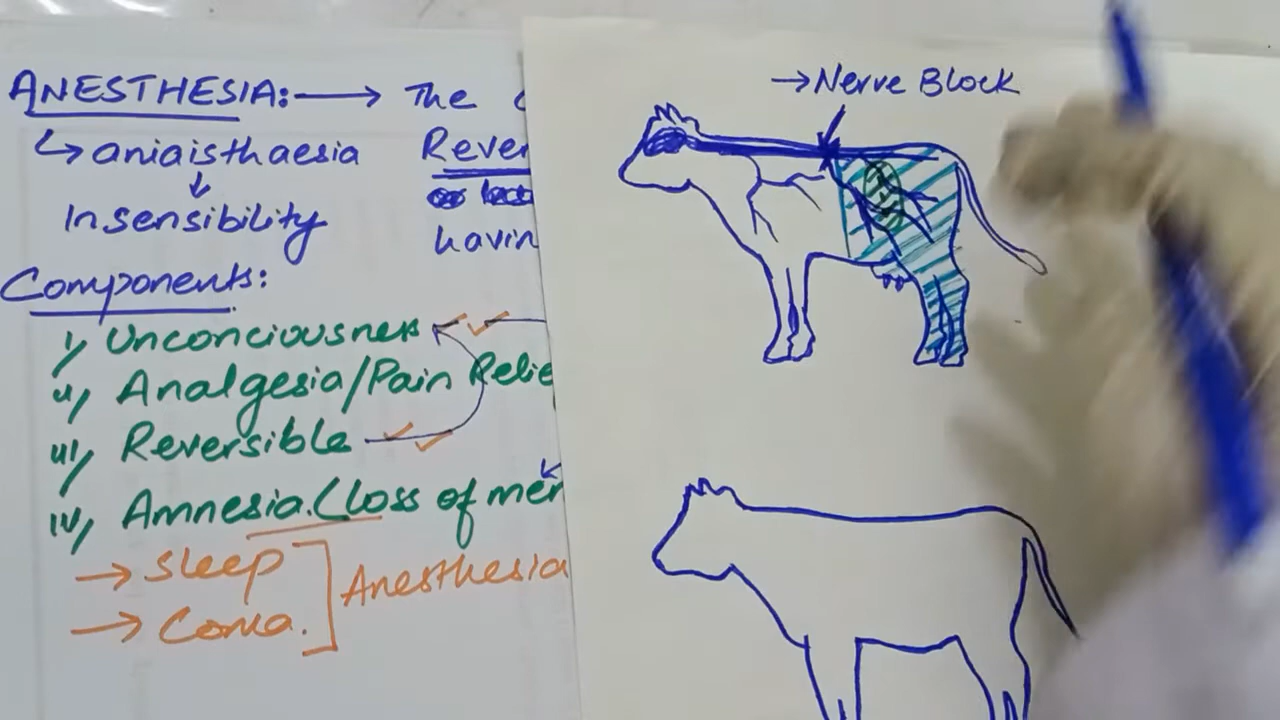 ANESTHESIA:→ The
↳ aniaisthaesia Rever
↓
Insensibility
havin
Components:
i, Unconciousness
ii, Analgesia/Pain Relie
iii, Reversible
iv, Amnesia.(loss of mem
→ Sleep
→ Coma.
Anesthesia
→ Nerve Block